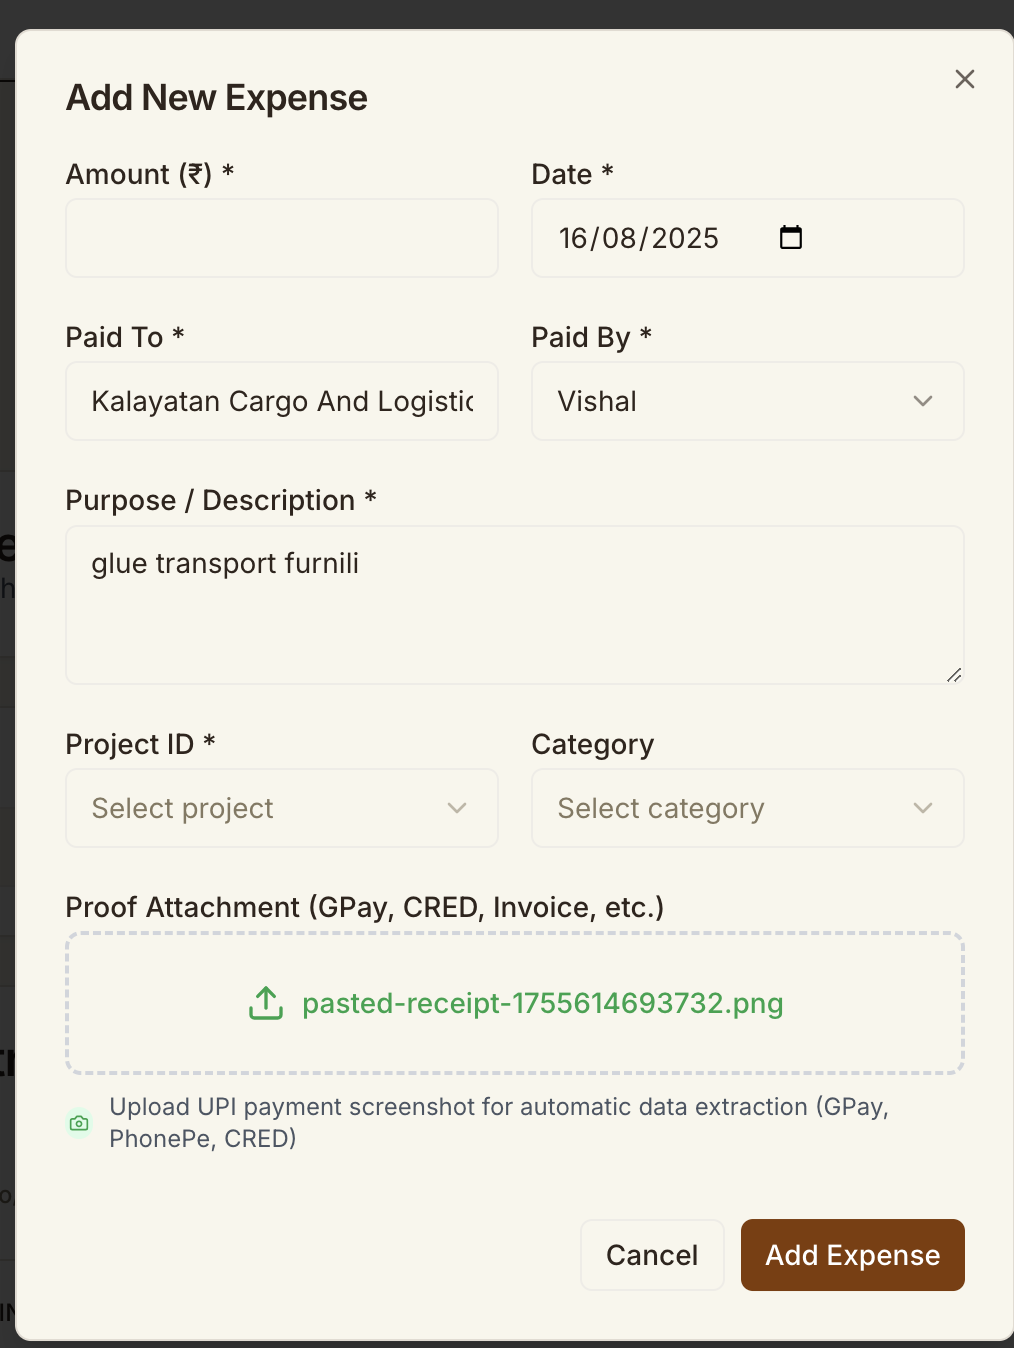 Add New Expense
Amount (₹) *
Date *
16/08/2025
Paid To *
Paid By *
Kalayatan Cargo And Logistic
Vishal
Purpose / Description *
glue transport furnili
Project ID *
Category
Select project
Select category
Proof Attachment (GPay, CRED, Invoice, etc.)
pasted-receipt-1755614693732.png
Upload UPI payment screenshot for automatic data extraction (GPay,
PhonePe, CRED)
Cancel
Add Expense